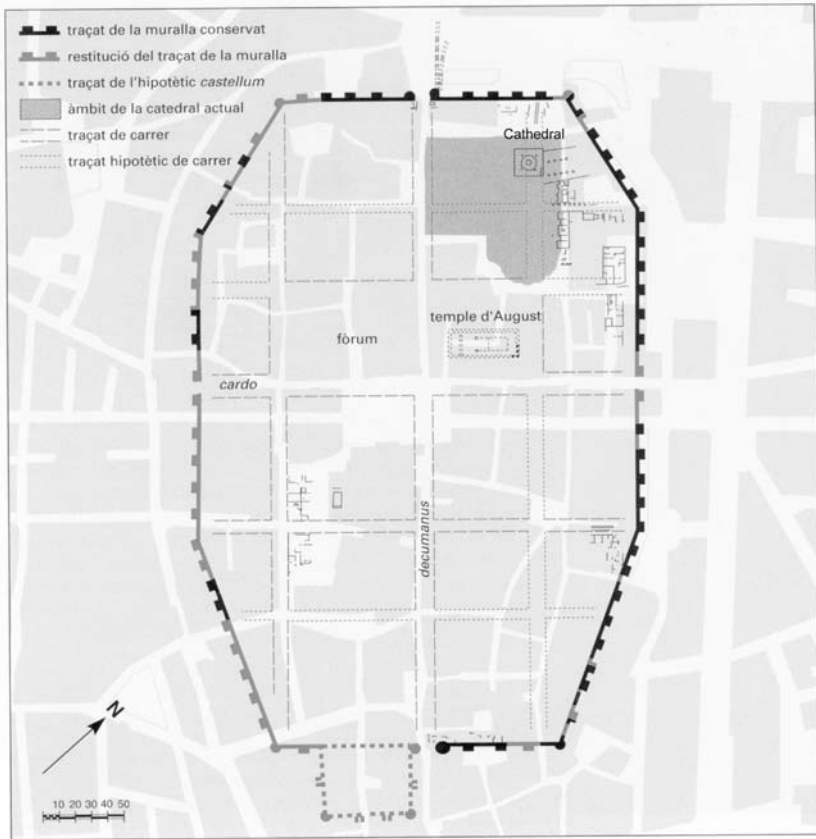 traçat de la muralla conservat
restitució del traçat de la muralla
traçat de l'hipotètic castellum
àmbit de la catedral actual
traçat de carrer
traçat hipotètic de carrer
Cathedral
temple d'August
fòrum
cardo
decumanus
N
10 20 30 40 50